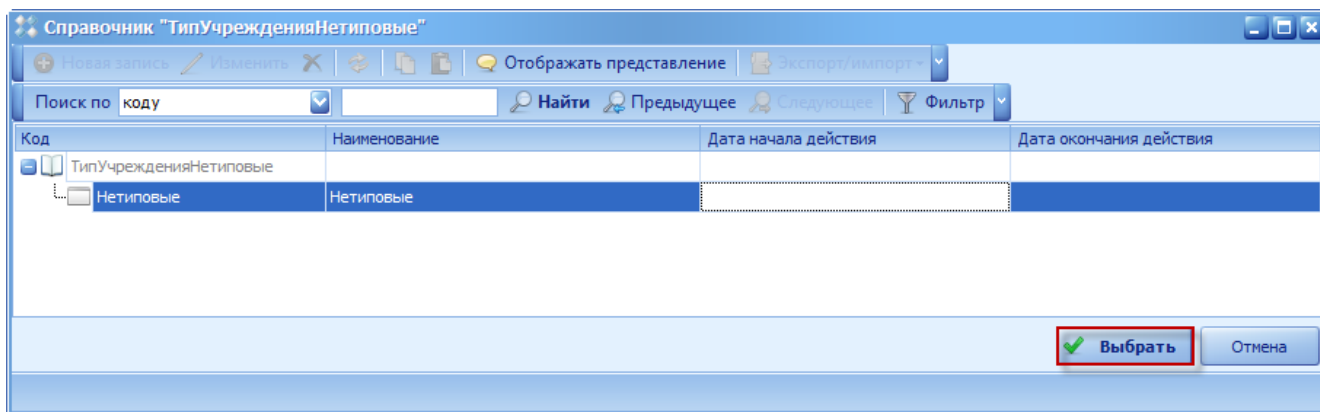 Справочник "ТипУчрежденияНетиповые"
Новая запись Изменить Отображать представление Экспорт/импорт
Поиск по коду Найти Предыдущее Следующее Фильтр
Код Наименование Дата начала действия Дата окончания действия
ТипУчрежденияНетиповые
Нетиповые Нетиповые
Выбрать Отмена